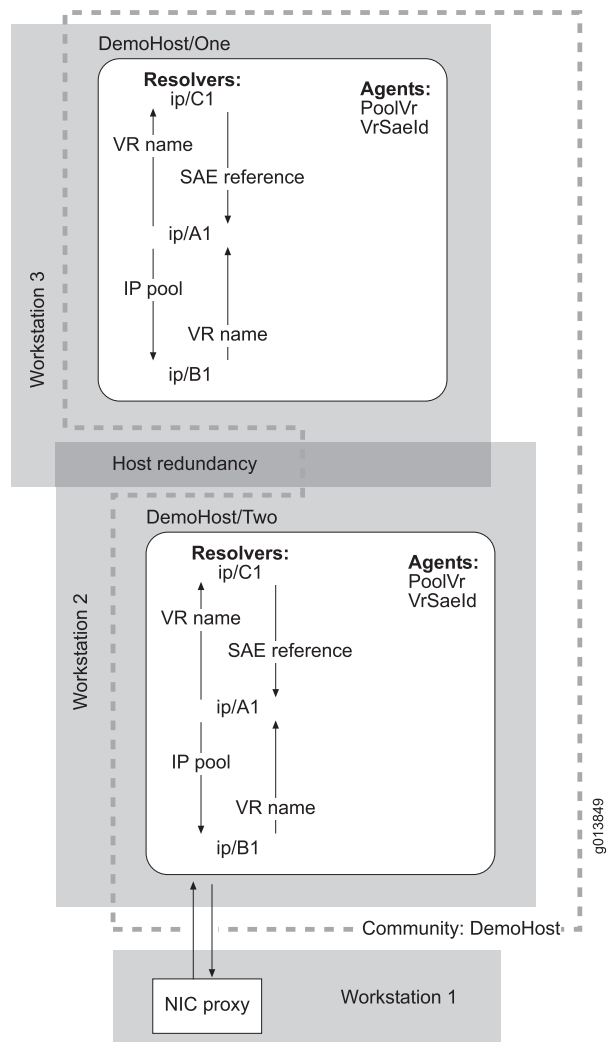 DemoHost/One
Resolvers:
ip/C1
Agents:
PoolVr
VrSaeId
VR name
SAE reference
ip/A1
IP pool
VR name
ip/B1
Workstation 3
Host redundancy
DemoHost/Two
Resolvers:
ip/C1
Agents:
PoolVr
VrSaeId
VR name
SAE reference
ip/A1
IP pool
VR name
ip/B1
Workstation 2
g013849
Community: DemoHost
NIC proxy
Workstation 1